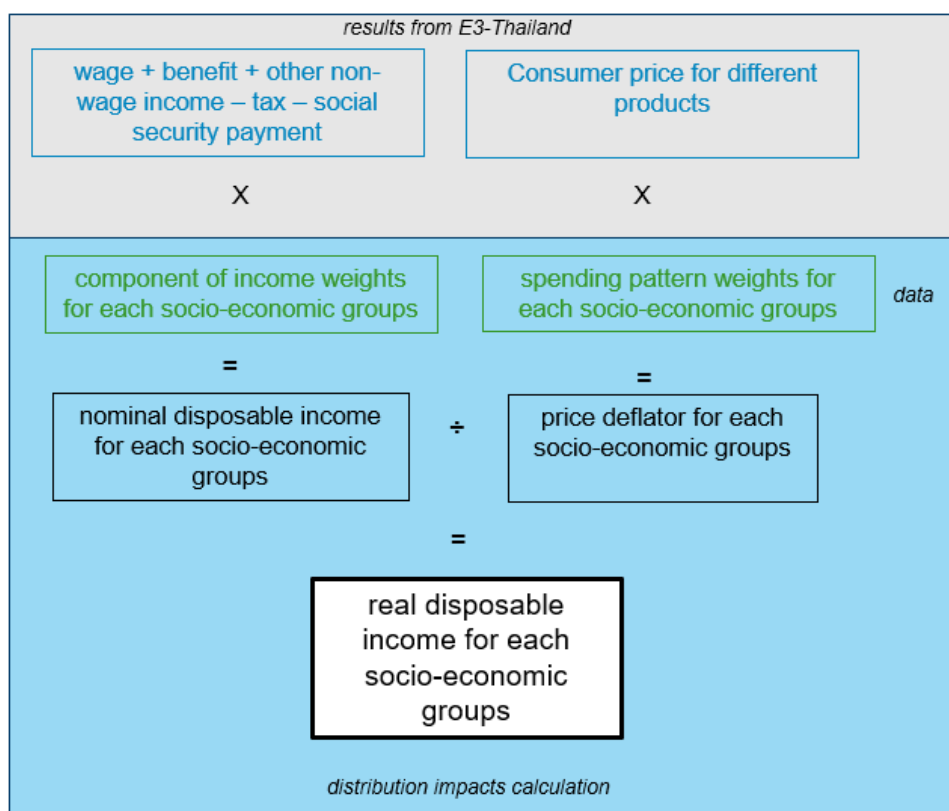 results from E3-Thailand
wage + benefit + other non-
wage income – tax – social
security payment
Consumer price for different
products
X
X
component of income weights
for each socio-economic groups
spending pattern weights for
each socio-economic groups
data
=
=
nominal disposable income
for each socio-economic
groups
÷
price deflator for each
socio-economic groups
=
real disposable
income for each
socio-economic
groups
distribution impacts calculation